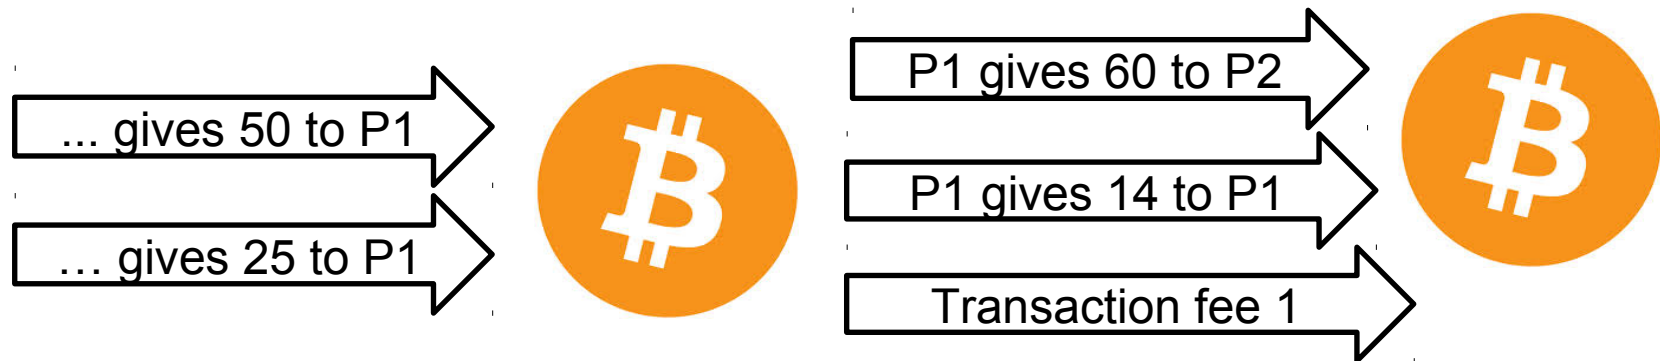 ... gives 50 to P1
… gives 25 to P1
P1 gives 60 to P2
P1 gives 14 to P1
Transaction fee 1